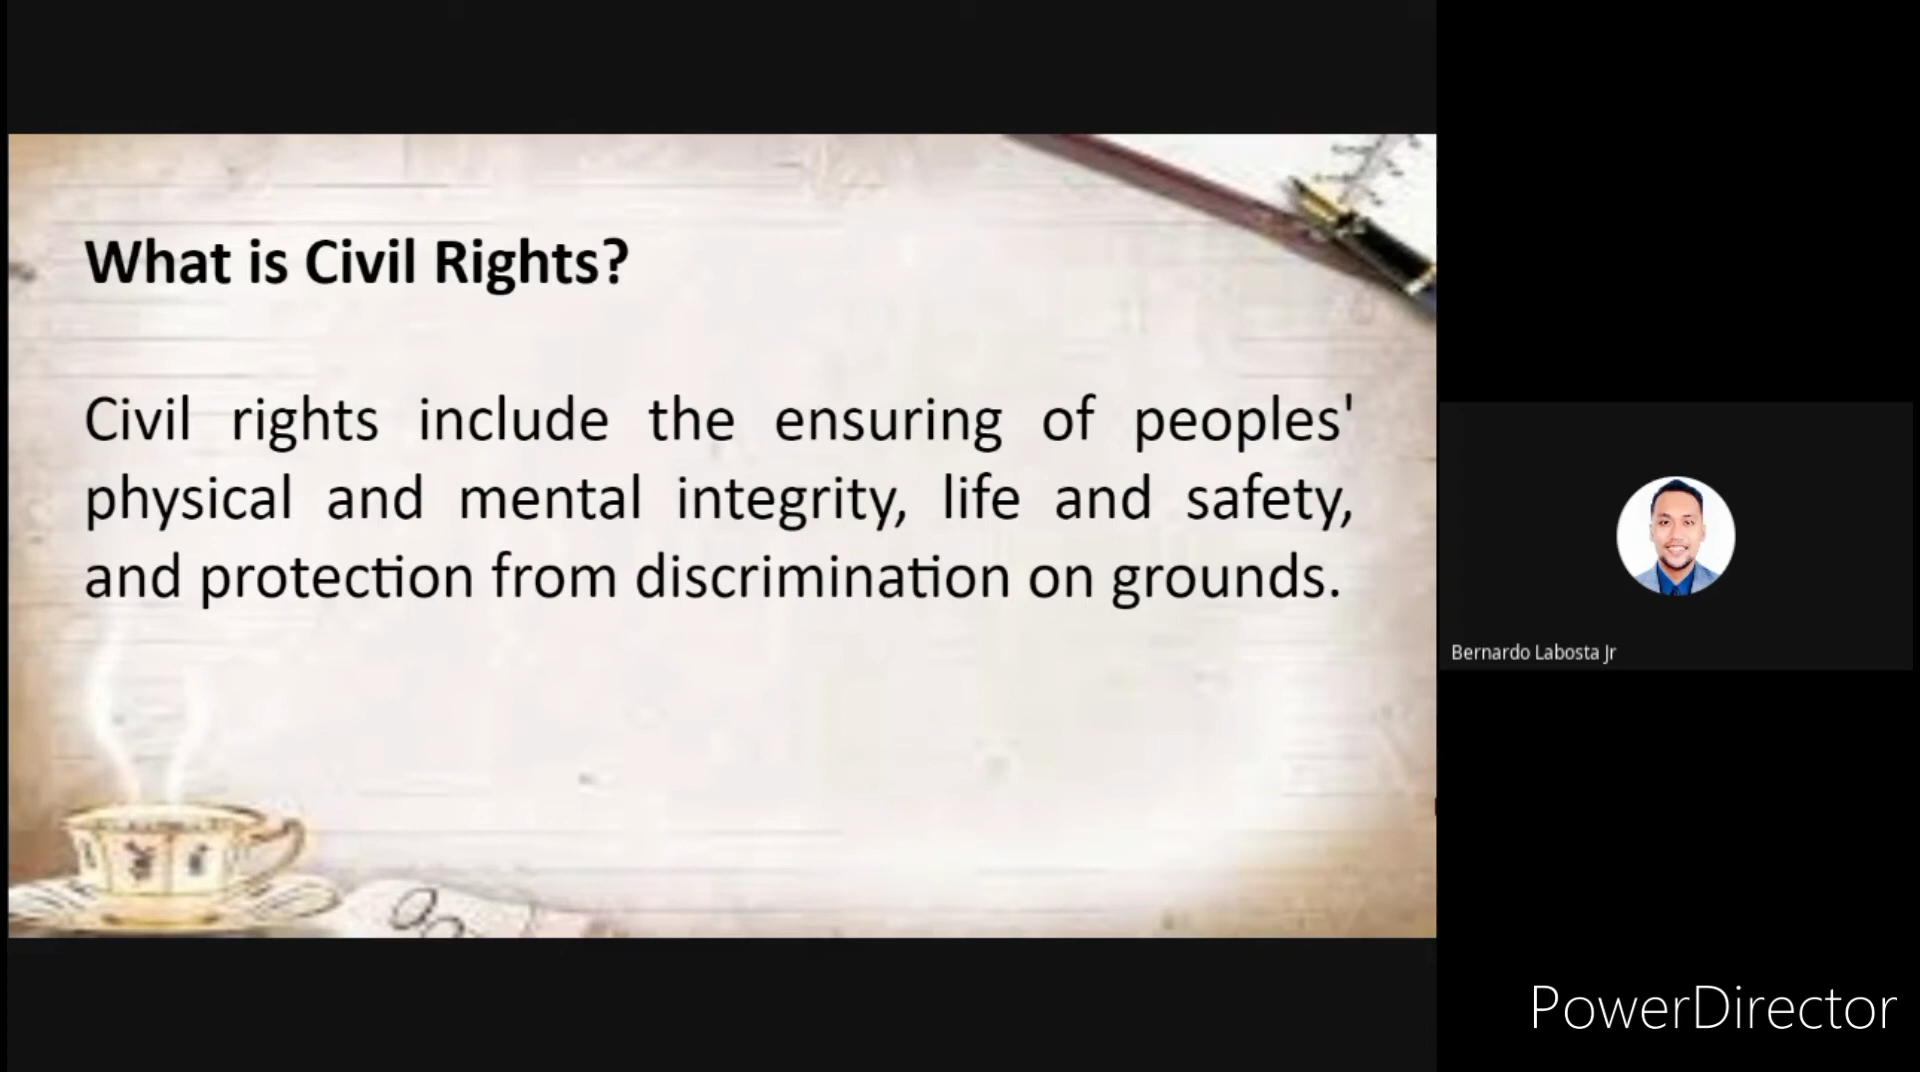 What is Civil Rights?
Civil rights include the ensuring of peoples'
physical and mental integrity, life and safety,
and protection from discrimination on grounds.
Bernardo Labosta Jr
PowerDirector